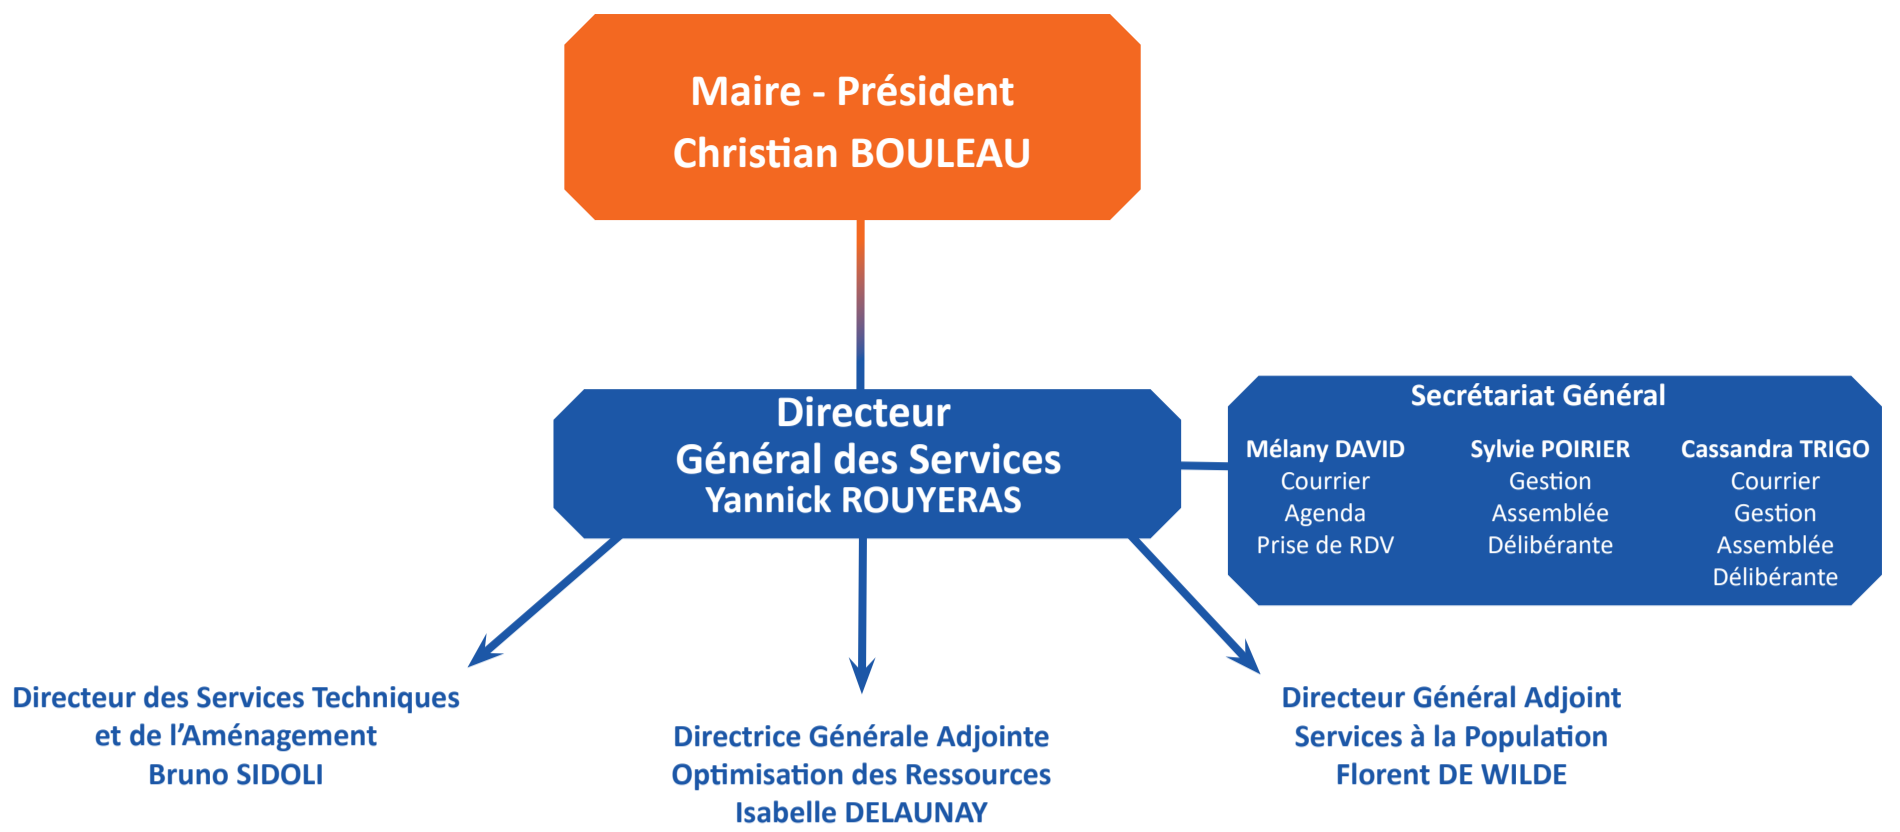 Maire - Président
Christian BOULEAU
Directeur
Général des Services
Yannick ROUYERAS
Secrétariat Général
Mélany DAVID
Courrier
Agenda
Prise de RDV
Sylvie POIRIER
Gestion
Assemblée
Délibérante
Cassandra TRIGO
Courrier
Gestion
Assemblée
Délibérante
Directeur des Services Techniques
et de l’Aménagement
Bruno SIDOLI
Directrice Générale Adjointe
Optimisation des Ressources
Isabelle DELAUNAY
Directeur Général Adjoint
Services à la Population
Florent DE WILDE